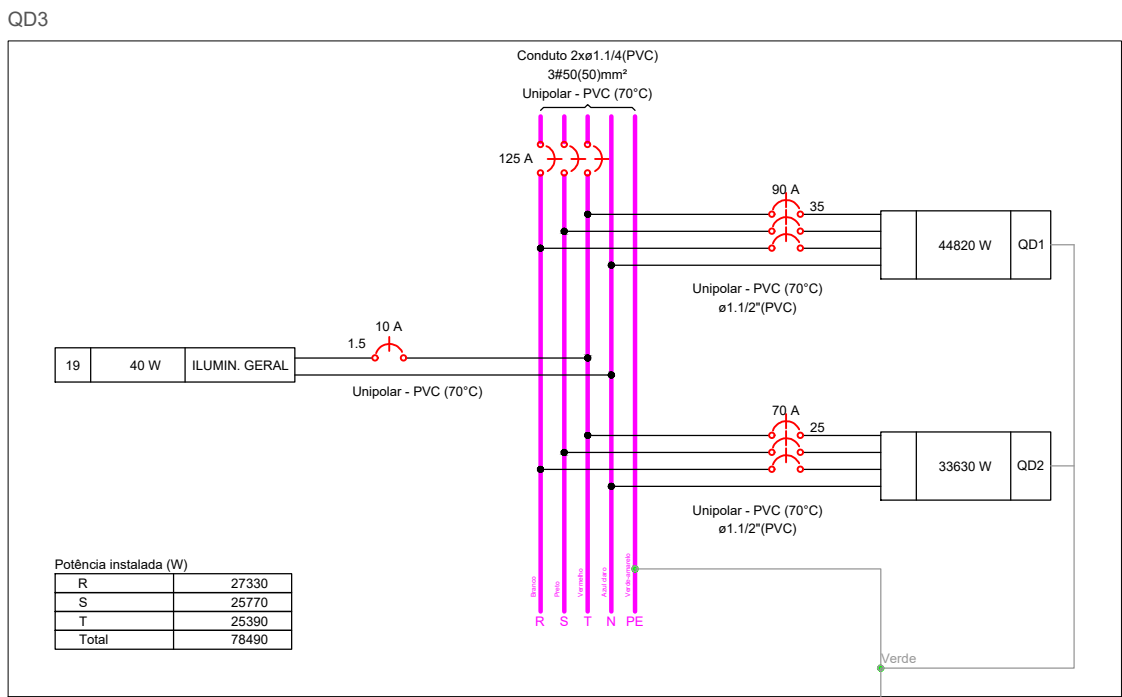 QD3
Conduto 2xø1.1/4(PVC)
3#50(50)mm²
Unipolar - PVC (70°C)
125 A
90 A
35
44820 W
QD1
Unipolar - PVC (70°C)
ø1.1/2"(PVC)
10 A
1.5
19
40 W
ILUMIN. GERAL
Unipolar - PVC (70°C)
70 A
25
33630 W
QD2
Unipolar - PVC (70°C)
ø1.1/2"(PVC)
Potência instalada (W)
R 27330
S 25770
T 25390
Total 78490
Branco
Preto
Vermelho
Azul claro
Verde-amarelo
R S T N PE
Verde